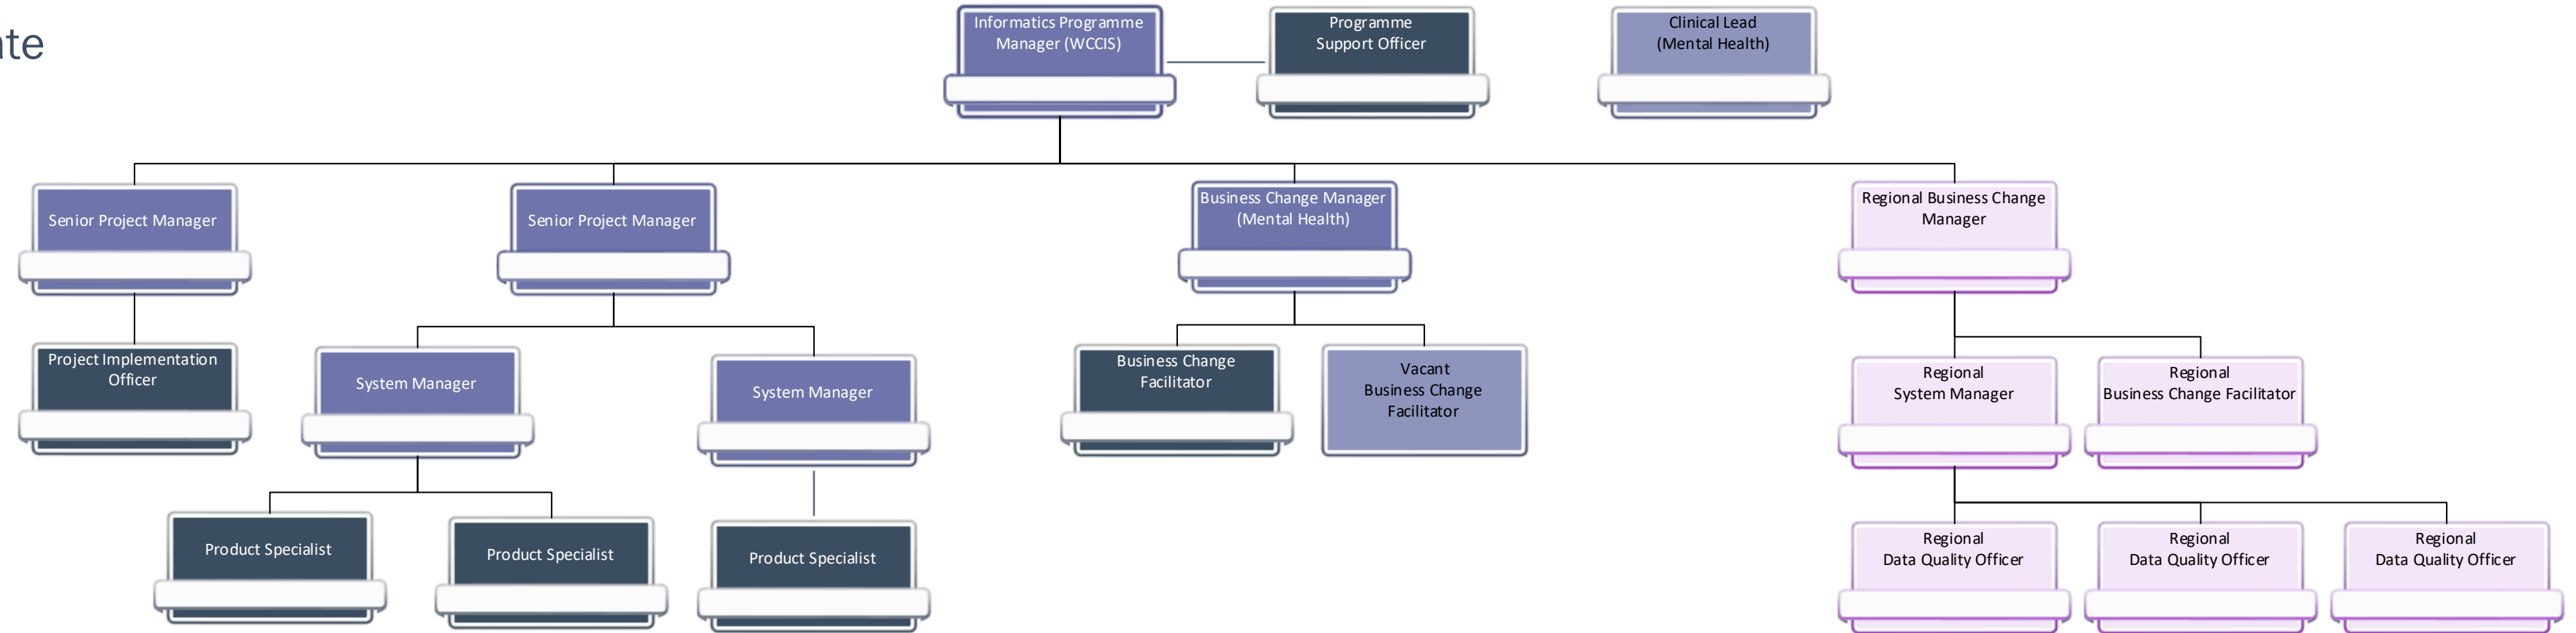 Informatics Programme
Manager (WCCIS)
Programme
Support Officer
Clinical Lead
(Mental Health)
Senior Project Manager
Senior Project Manager
Business Change Manager
(Mental Health)
Regional Business Change
Manager
Project Implementation
Officer
System Manager
System Manager
Business Change
Facilitator
Vacant
Business Change
Facilitator
Regional
System Manager
Regional
Business Change Facilitator
Product Specialist
Product Specialist
Product Specialist
Regional
Data Quality Officer
Regional
Data Quality Officer
Regional
Data Quality Officer